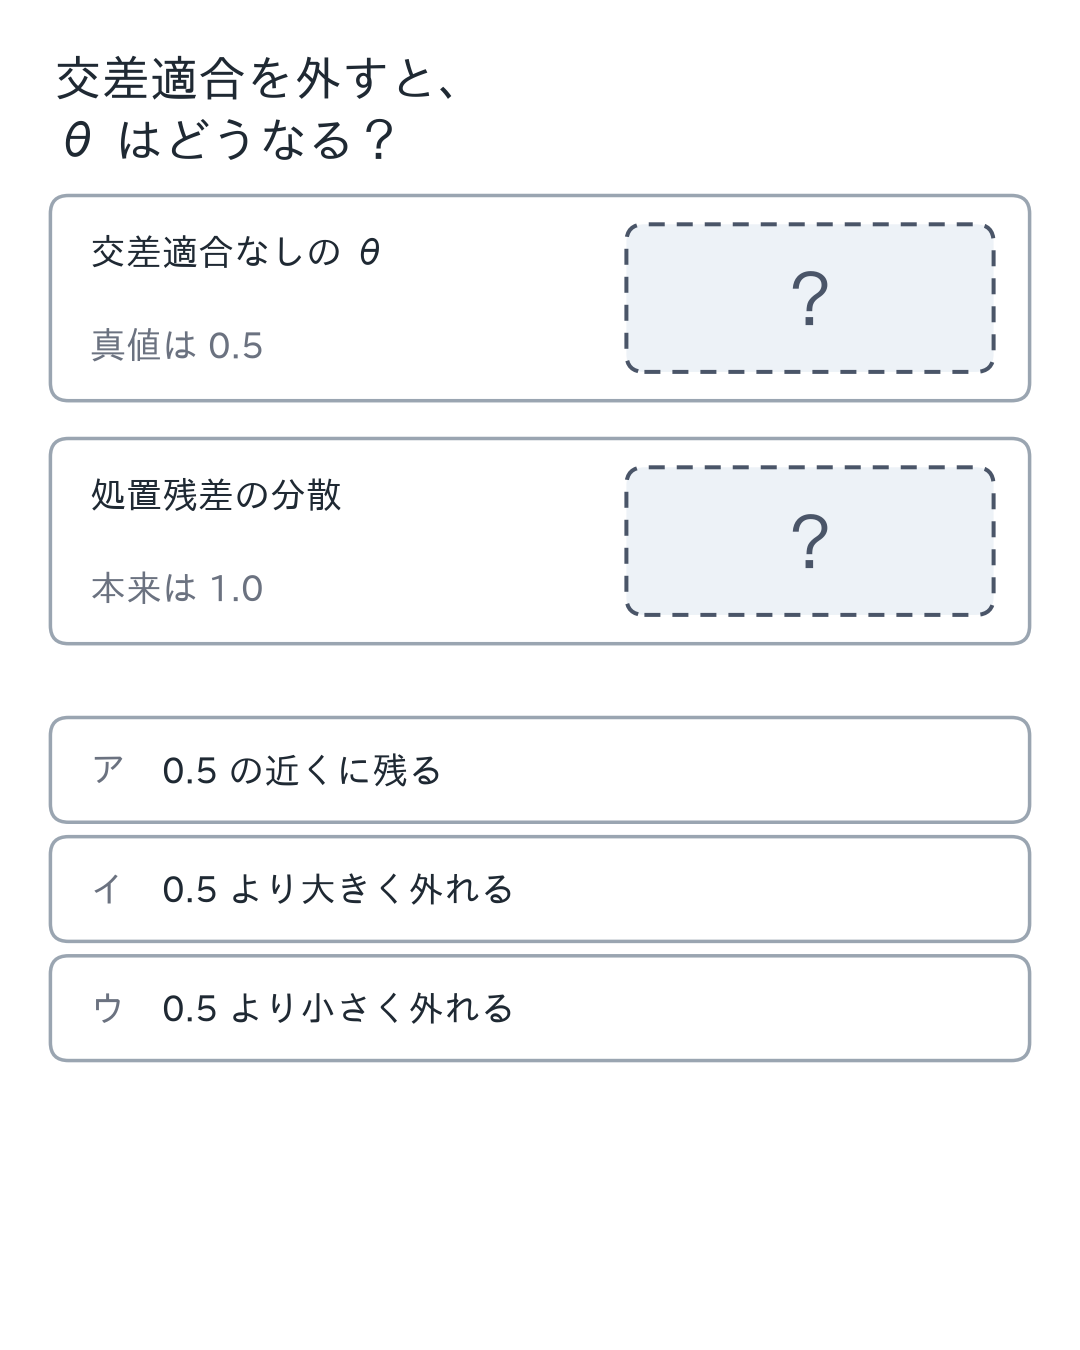 交差適合を外すと、
θ はどうなる？
交差適合なしの θ
真値は 0.5
？
処置残差の分散
本来は 1.0
？
ア 0.5 の近くに残る
イ 0.5 より大きく外れる
ウ 0.5 より小さく外れる